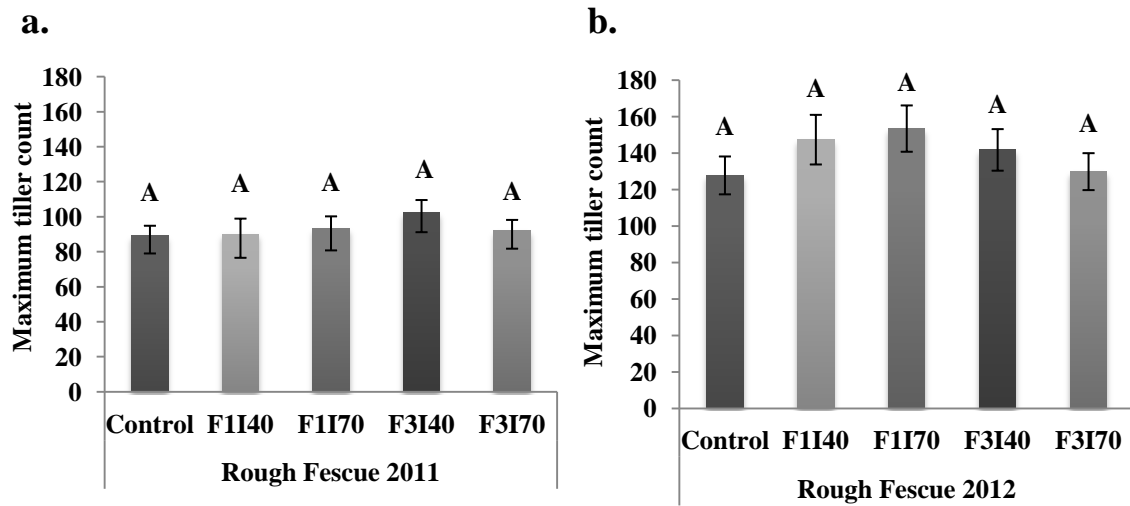 a.
Maximum tiller count
180
160
140
120
100
80
60
40
20
0
A A A A A
Control F1I40 F1I70 F3I40 F3I70
Rough Fescue 2011
b.
Maximum tiller count
180
160
140
120
100
80
60
40
20
0
A A A A A
Control F1I40 F1I70 F3I40 F3I70
Rough Fescue 2012